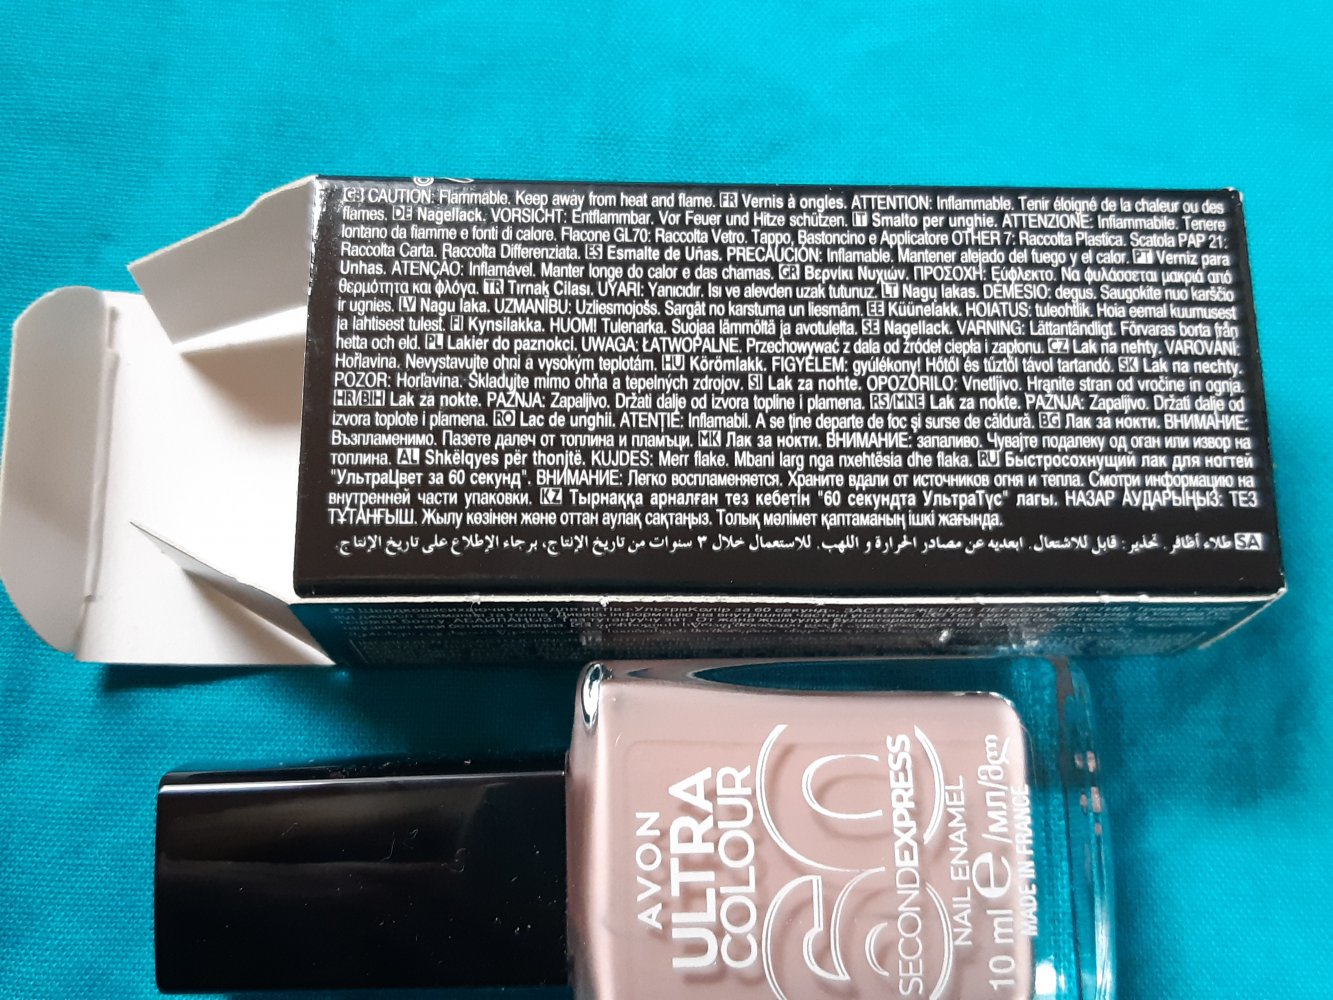 GB CAUTION: Flammable. Keep away from heat and flame. FR Vernis à ongles. ATTENTION: Inflammable. Tenir éloigné de la chaleur ou des
flames. DE Nagellack. VORSICHT: Entflammbar. Vor Feuer und Hitze schützen. IT Smalto per unghie. ATTENZIONE: Infiammabile. Tenere
lontano da fiamme e fonti di calore. Flacone GL70: Raccolta Vetro. Tappo, Bastoncino e Applicatore OTHER 7: Raccolta Plastica. Scatola PAP 21:
Raccolta Carta. Raccolta Differenziata. ES Esmalte de Uñas. PRECAUCIÓN: Inflamable. Mantener alejado del fuego y el calor. PT Verniz para
Unhas. ATENÇÃO: Inflamável. Manter longe do calor e das chamas. GR Βερνίκι Νυχιών. ΠΡΟΣΟΧΗ: Εύφλεκτο. Να φυλάσσεται μακριά από
θερμότητα και φλόγα. TR Tırnak Cilası. UYARI: Yanıcıdır. Isı ve alevden uzak tutunuz. LT Nagų lakas. DĖMESIO: degus. Saugokite nuo karščio
ir ugnies. LV Nagu laka. UZMANĪBU: Uzliesmojošs. Sargāt no karstuma un liesmām. EE Küünelakk. HOIATUS: tuleohtlik. Hoia eemal kuumusest
ja lahtisest tulest. FI Kynsilakka. HUOM! Tulenarka. Suojaa lämmöltä ja avotuletta. SE Nagellack. VARNING: Lättantändligt. Förvaras borta från
hetta och eld. PL Lakier do paznokci. UWAGA: ŁATWOPALNE. Przechowywać z dala od źródeł ciepła i zapłonu. CZ Lak na nehty. VAROVÁNÍ:
Hořlavina. Nevystavujte ohni a vysokým teplotám. HU Körömlakk. FIGYELEM: gyúlékony! Hőtől és tűztől távol tartandó. SK Lak na nechty.
POZOR: Horľavina. Skladujte mimo ohňa a tepelných zdrojov. SI Lak za nohte. OPOZORILO: Vnetljivo. Hranite stran od vročine in ognja.
HR/BIH Lak za nokte. PAŽNJA: Zapaljivo. Držati dalje od izvora topline i plamena. RS/MNE Lak za nokte. PAŽNJA: Zapaljivo. Držati dalje od
izvora toplote i plamena. RO Lac de unghii. ATENȚIE: Inflamabil. A se ține departe de foc și surse de căldură. BG Лак за нокти. ВНИМАНИЕ:
Възпламенимо. Пазете далеч от топлина и пламъци. MK Лак за нокти. ВНИМАНИЕ: запаливо. Чувајте подалеку од оган или извор на
топлина. AL Shkëlqyes për thonjtë. KUJDES: Merr flake. Mbani larg nga nxehtësia dhe flaka. RU Быстросохнущий лак для ногтей
"УльтраЦвет за 60 секунд". ВНИМАНИЕ: Легко воспламеняется. Храните вдали от источников огня и тепла. Смотри информацию на
внутренней части упаковки. KZ Тырнаққа арналған тез кебетін "60 секундта УльтраТүс" лагы. НАЗАР АУДАРЫҢЫЗ: ТЕЗ
ТҰТАНҒЫШ. Жылу көзінен және оттан аулақ сақтаңыз. Толық мәлімет қаптаманың ішкі жағында.
SA طلاء أظافر. تحذير: قابل للاشتعال. ابعديه عن مصادر الحرارة و اللهب. للاستعمال خلال ٣ سنوات من تاريخ الإنتاج، برجاء الإطلاع على تاريخ الإنتاج.
Швидковисихаючий лак для нігтів «УльтраКолір за 60 секунд». ЗАСТЕРЕЖЕННЯ:
AVON
ULTRA
COLOUR
60
SECONDEXPRESS
NAIL ENAMEL
10 ml e /мл/მლ
MADE IN FRANCE